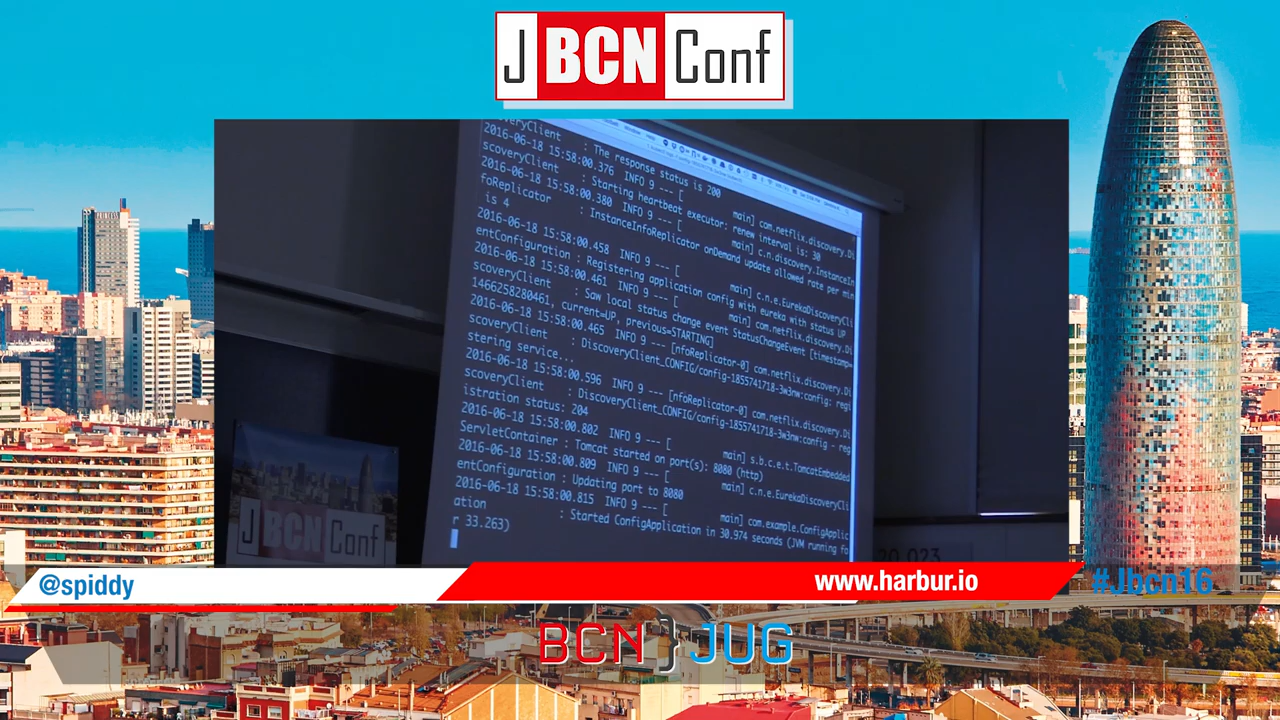 J BCN Conf
scoveryClient : The response status is 200
2016-06-18 15:58:00.376 INFO 9 --- [ main] com.netflix.discovery.Di
scoveryClient : Starting heartbeat executor: renew interval is: 30
2016-06-18 15:58:00.380 INFO 9 --- [ main] c.n.discovery.InstanceIn
foReplicator : InstanceInfoReplicator onDemand update allowed rate per min
is 4
2016-06-18 15:58:00.458 INFO 9 --- [ main] c.n.e.EurekaDiscoveryCli
entConfiguration : Registering application config with eureka with status UP
2016-06-18 15:58:00.461 INFO 9 --- [ main] com.netflix.discovery.Di
scoveryClient : Saw local status change event StatusChangeEvent [timestamp=
1466258280461, current=UP, previous=STARTING]
2016-06-18 15:58:00.465 INFO 9 --- [nfoReplicator-0] com.netflix.discovery.Di
scoveryClient : DiscoveryClient_CONFIG/config-1855741718-3w3nw:config: regi
stering service...
2016-06-18 15:58:00.596 INFO 9 --- [nfoReplicator-0] com.netflix.discovery.Di
scoveryClient : DiscoveryClient_CONFIG/config-1855741718-3w3nw:config - reg
istration status: 204
2016-06-18 15:58:00.802 INFO 9 --- [ main] s.b.c.e.t.TomcatEmbedded
ServletContainer : Tomcat started on port(s): 8080 (http)
2016-06-18 15:58:00.809 INFO 9 --- [ main] c.n.e.EurekaDiscoveryCli
entConfiguration : Updating port to 8080
2016-06-18 15:58:00.815 INFO 9 --- [ main] com.example.ConfigApplic
ation : Started ConfigApplication in 30.974 seconds (JVM running fo
r 33.263)
J BCN Conf
@spiddy
www.harbur.io
#Jbcn16
BCN JUG